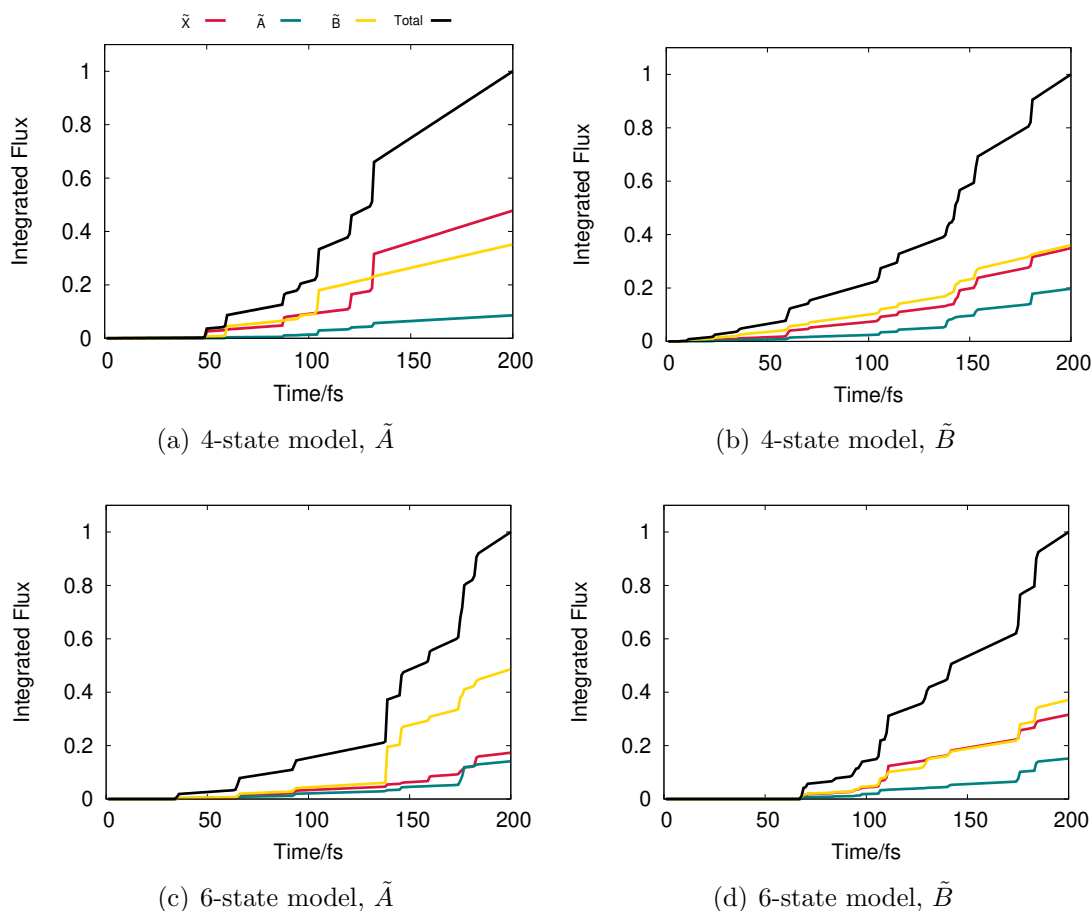 X̃ Ã B̃ Total
1
0.8
0.6
0.4
0.2
0
Integrated Flux
0 50 100 150 200
Time/fs
(a) 4-state model, Ã
1
0.8
0.6
0.4
0.2
0
Integrated Flux
0 50 100 150 200
Time/fs
(b) 4-state model, B̃
1
0.8
0.6
0.4
0.2
0
Integrated Flux
0 50 100 150 200
Time/fs
(c) 6-state model, Ã
1
0.8
0.6
0.4
0.2
0
Integrated Flux
0 50 100 150 200
Time/fs
(d) 6-state model, B̃